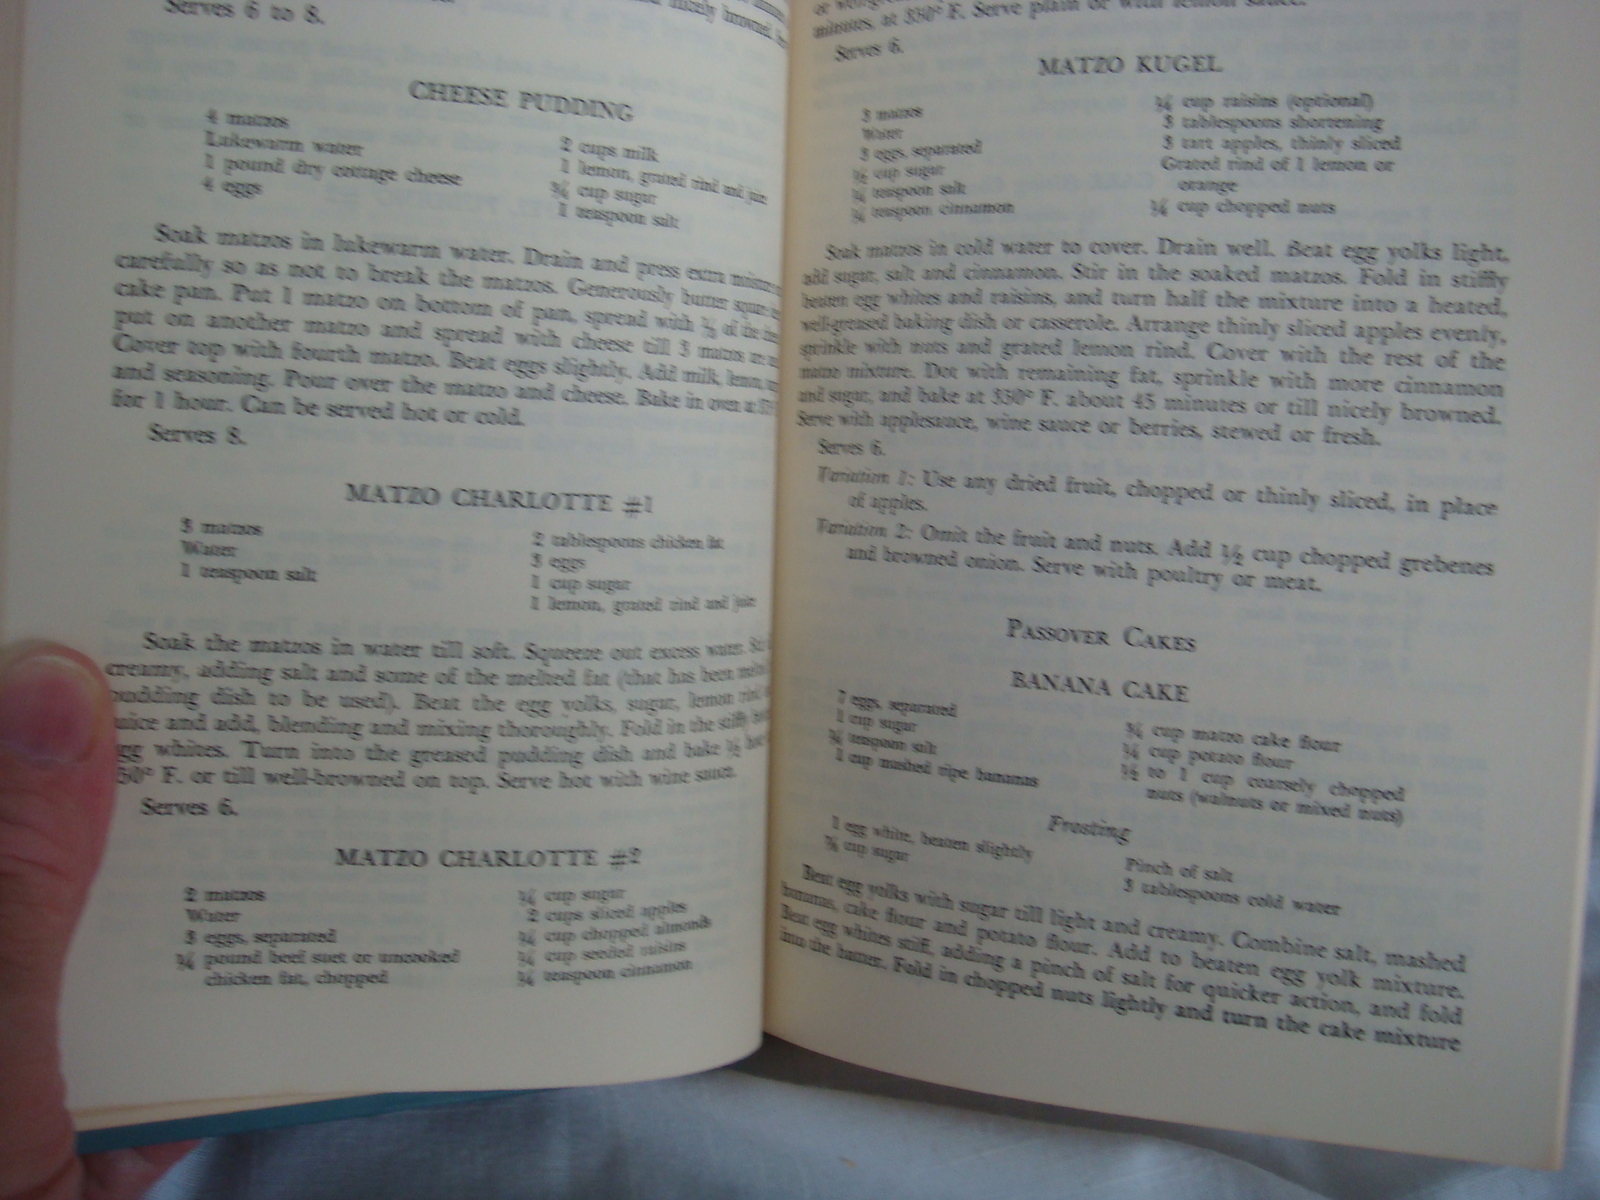 Serves 6 to 8.
nicely browned
CHEESE PUDDING
4 matzos
Lukewarm water
1 pound dry cottage cheese
4 eggs
2 cups milk
1 lemon, grated rind and juice
¾ cup sugar
1 teaspoon salt
Soak matzos in lukewarm water. Drain and press extra moisture
carefully so as not to break the matzos. Generously butter square
cake pan. Put 1 matzo on bottom of pan, spread with ⅓ of the
put on another matzo and spread with cheese till 3 matzos are
Cover top with fourth matzo. Beat eggs slightly. Add milk, lemon,
and seasoning. Pour over the matzo and cheese. Bake in oven at
for 1 hour. Can be served hot or cold.
Serves 8.
MATZO CHARLOTTE #1
3 matzos
Water
1 teaspoon salt
2 tablespoons chicken fat
3 eggs
1 cup sugar
1 lemon, grated rind and juice
Soak the matzos in water till soft. Squeeze out excess water.
creamy, adding salt and some of the melted fat (that has been
pudding dish to be used). Beat the egg yolks, sugar, lemon rind
juice and add, blending and mixing thoroughly. Fold in the stiffly
egg whites. Turn into the greased pudding dish and bake ½
350° F. or till well-browned on top. Serve hot with wine sauce.
Serves 6.
MATZO CHARLOTTE #2
2 matzos
Water
3 eggs, separated
¼ pound beef suet or uncooked
chicken fat, chopped
¼ cup sugar
2 cups sliced apples
¼ cup chopped almonds
¼ cup seeded raisins
¼ teaspoon cinnamon
minutes, at 350° F. Serve plain or with lemon sauce.
Serves 6.
MATZO KUGEL
3 matzos
Water
3 eggs, separated
½ cup sugar
¼ teaspoon salt
¼ teaspoon cinnamon
¼ cup raisins (optional)
3 tablespoons shortening
3 tart apples, thinly sliced
Grated rind of 1 lemon or
orange
¼ cup chopped nuts
Soak matzos in cold water to cover. Drain well. Beat egg yolks light,
add sugar, salt and cinnamon. Stir in the soaked matzos. Fold in stiffly
beaten egg whites and raisins, and turn half the mixture into a heated,
well-greased baking dish or casserole. Arrange thinly sliced apples evenly,
sprinkle with nuts and grated lemon rind. Cover with the rest of the
matzo mixture. Dot with remaining fat, sprinkle with more cinnamon
and sugar, and bake at 350° F. about 45 minutes or till nicely browned.
Serve with applesauce, wine sauce or berries, stewed or fresh.
Serves 6.
Variation 1: Use any dried fruit, chopped or thinly sliced, in place
of apples.
Variation 2: Omit the fruit and nuts. Add ½ cup chopped grebenes
and browned onion. Serve with poultry or meat.
PASSOVER CAKES
BANANA CAKE
7 eggs, separated
1 cup sugar
¼ teaspoon salt
1 cup mashed ripe bananas
¾ cup matzo cake flour
¼ cup potato flour
½ to 1 cup coarsely chopped
nuts (walnuts or mixed nuts)
Frosting
1 egg white, beaten slightly
⅞ cup sugar
Pinch of salt
3 tablespoons cold water
Beat egg yolks with sugar till light and creamy. Combine salt, mashed
bananas, cake flour and potato flour. Add to beaten egg yolk mixture.
Beat egg whites stiff, adding a pinch of salt for quicker action, and fold
into the batter. Fold in chopped nuts lightly and turn the cake mixture